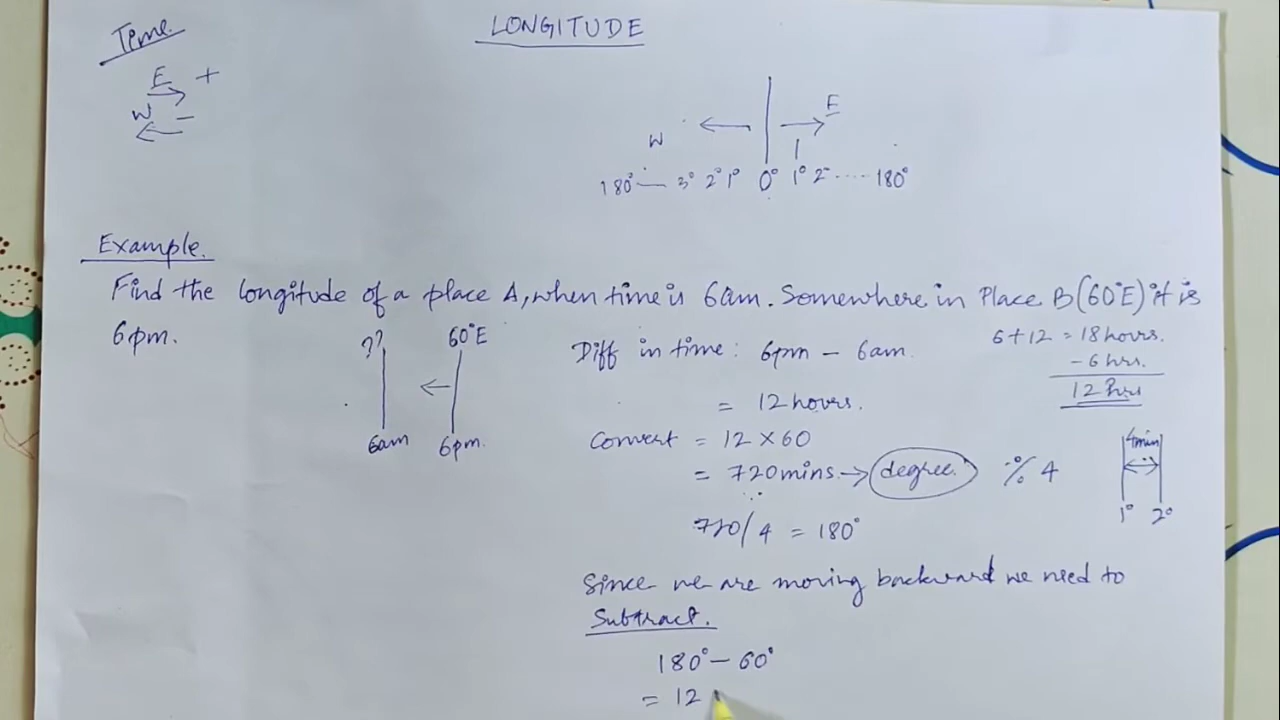 Time.
LONGITUDE
E +
W -
E
W
180° — 3° 2° 1° 0° 1° 2° ..... 180°
Example.
Find the longitude of a place A, when time is 6am. Somewhere in Place B(60°E) it is
6pm.
?? 60°E
6am 6pm.
Diff in time: 6pm - 6am
= 12 hours.
Convert = 12 × 60
= 720 mins. → degree. % 4
720/4 = 180°
6 + 12 = 18 hours.
- 6 hrs.
12 hrs
4min
1° 2°
Since we are moving backward we need to
Subtract.
180° - 60°
= 12